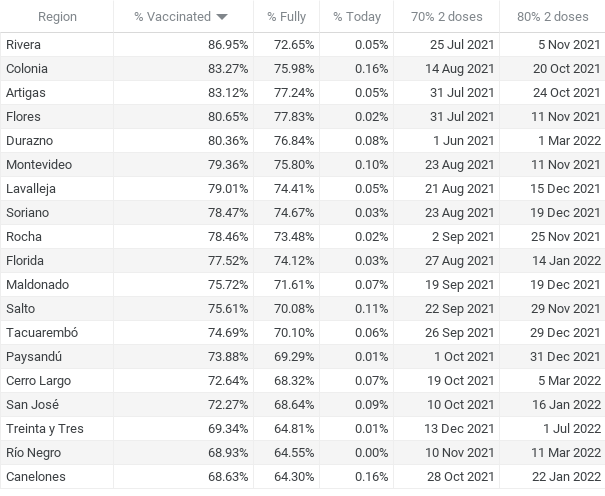 Region % Vaccinated % Fully % Today 70% 2 doses 80% 2 doses
Rivera 86.95% 72.65% 0.05% 25 Jul 2021 5 Nov 2021
Colonia 83.27% 75.98% 0.16% 14 Aug 2021 20 Oct 2021
Artigas 83.12% 77.24% 0.05% 31 Jul 2021 24 Oct 2021
Flores 80.65% 77.83% 0.02% 31 Jul 2021 11 Nov 2021
Durazno 80.36% 76.84% 0.08% 1 Jun 2021 1 Mar 2022
Montevideo 79.36% 75.80% 0.10% 23 Aug 2021 11 Nov 2021
Lavalleja 79.01% 74.41% 0.05% 21 Aug 2021 15 Dec 2021
Soriano 78.47% 74.67% 0.03% 23 Aug 2021 19 Dec 2021
Rocha 78.46% 73.48% 0.02% 2 Sep 2021 25 Nov 2021
Florida 77.52% 74.12% 0.03% 27 Aug 2021 14 Jan 2022
Maldonado 75.72% 71.61% 0.07% 19 Sep 2021 19 Dec 2021
Salto 75.61% 70.08% 0.11% 22 Sep 2021 29 Nov 2021
Tacuarembó 74.69% 70.10% 0.06% 26 Sep 2021 29 Dec 2021
Paysandú 73.88% 69.29% 0.01% 1 Oct 2021 31 Dec 2021
Cerro Largo 72.64% 68.32% 0.07% 19 Oct 2021 5 Mar 2022
San José 72.27% 68.64% 0.09% 10 Oct 2021 16 Jan 2022
Treinta y Tres 69.34% 64.81% 0.01% 13 Dec 2021 1 Jul 2022
Río Negro 68.93% 64.55% 0.00% 10 Nov 2021 11 Mar 2022
Canelones 68.63% 64.30% 0.16% 28 Oct 2021 22 Jan 2022